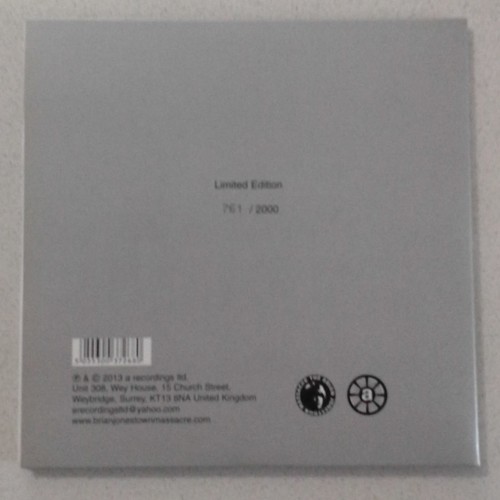 Limited Edition
761 / 2000
℗ & © 2013 a recordings ltd.
Unit 308, Wey House, 15 Church Street,
Weybridge, Surrey, KT13 8NA United Kingdom
arecordingsltd@yahoo.com
www.brianjonestownmassacre.com
a